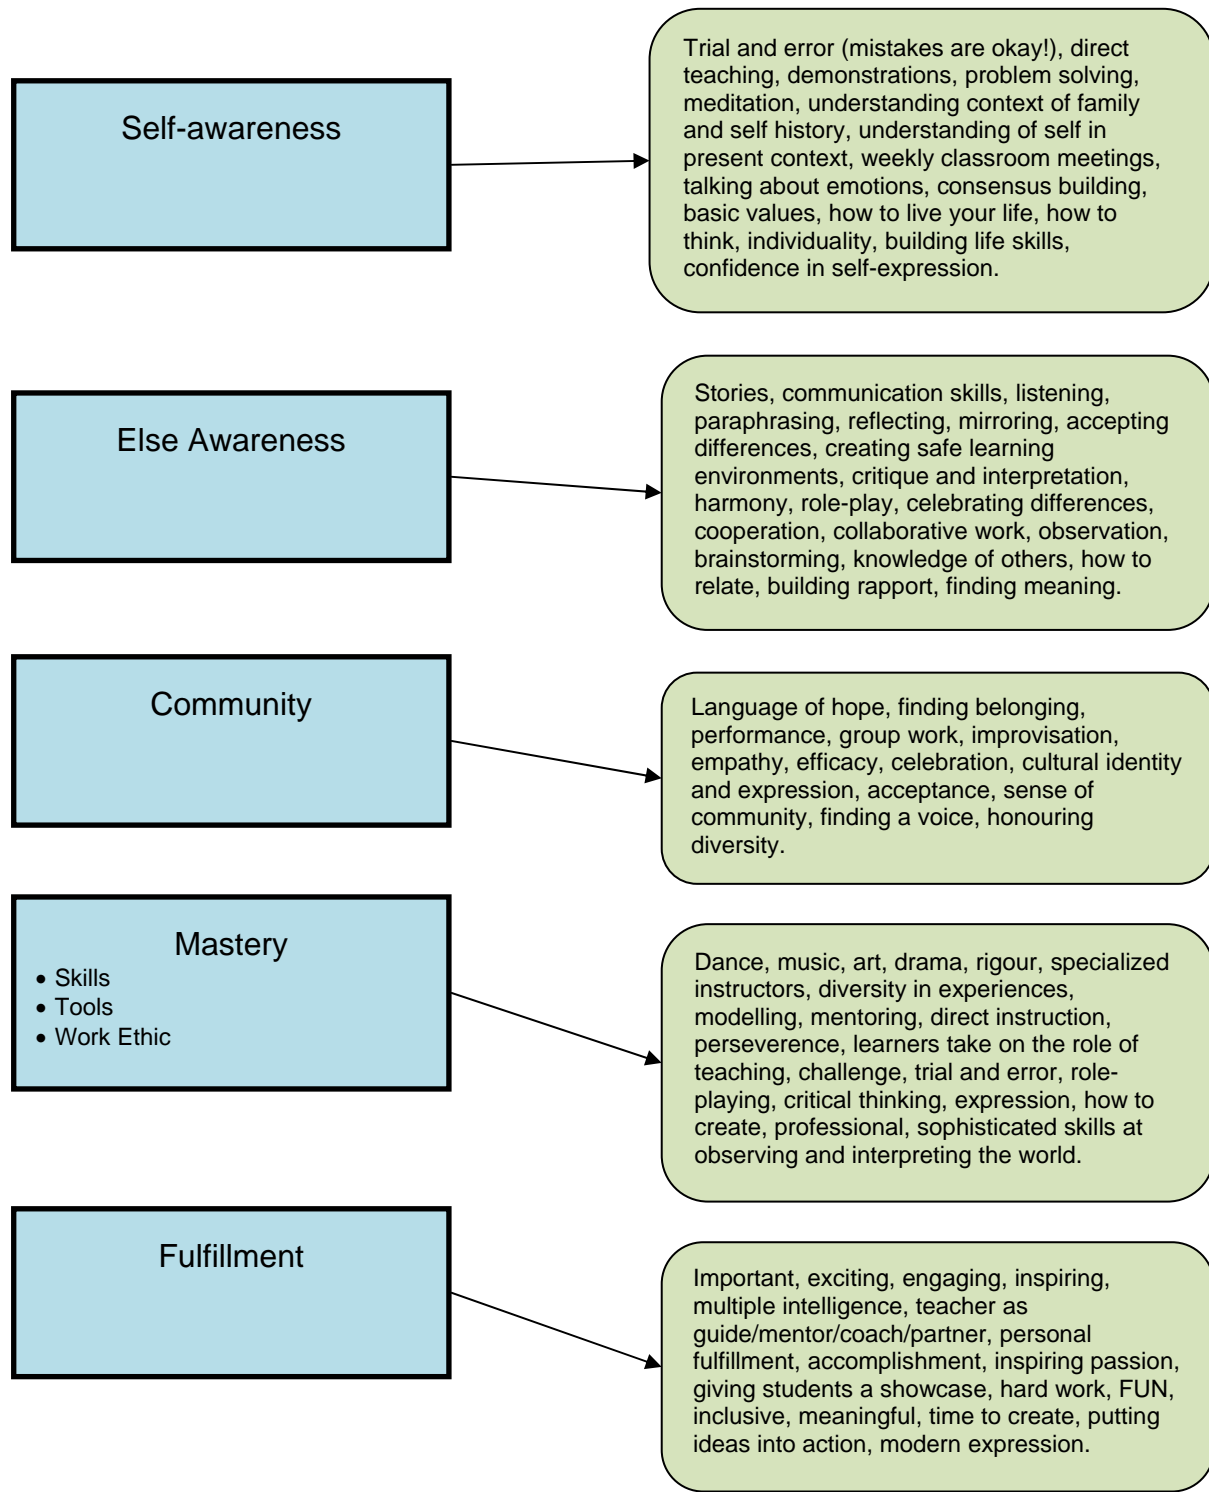 Self-awareness
Trial and error (mistakes are okay!), direct
teaching, demonstrations, problem solving,
meditation, understanding context of family
and self history, understanding of self in
present context, weekly classroom meetings,
talking about emotions, consensus building,
basic values, how to live your life, how to
think, individuality, building life skills,
confidence in self-expression.
Else Awareness
Stories, communication skills, listening,
paraphrasing, reflecting, mirroring, accepting
differences, creating safe learning
environments, critique and interpretation,
harmony, role-play, celebrating differences,
cooperation, collaborative work, observation,
brainstorming, knowledge of others, how to
relate, building rapport, finding meaning.
Community
Language of hope, finding belonging,
performance, group work, improvisation,
empathy, efficacy, celebration, cultural identity
and expression, acceptance, sense of
community, finding a voice, honouring
diversity.
Mastery
• Skills
• Tools
• Work Ethic
Dance, music, art, drama, rigour, specialized
instructors, diversity in experiences,
modelling, mentoring, direct instruction,
perseverence, learners take on the role of
teaching, challenge, trial and error, role-
playing, critical thinking, expression, how to
create, professional, sophisticated skills at
observing and interpreting the world.
Fulfillment
Important, exciting, engaging, inspiring,
multiple intelligence, teacher as
guide/mentor/coach/partner, personal
fulfillment, accomplishment, inspiring passion,
giving students a showcase, hard work, FUN,
inclusive, meaningful, time to create, putting
ideas into action, modern expression.